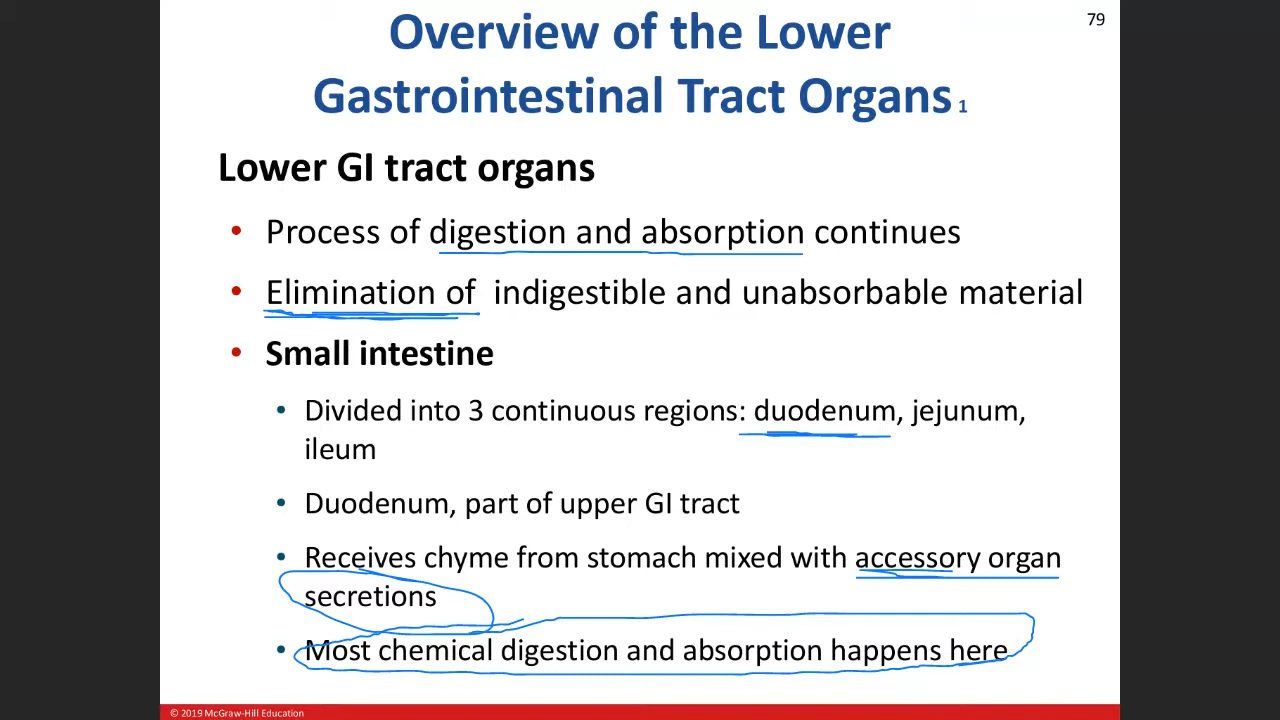 79
Overview of the Lower
Gastrointestinal Tract Organs 1
Lower GI tract organs
• Process of digestion and absorption continues
• Elimination of indigestible and unabsorbable material
• Small intestine
• Divided into 3 continuous regions: duodenum, jejunum,
ileum
• Duodenum, part of upper GI tract
• Receives chyme from stomach mixed with accessory organ
secretions
• Most chemical digestion and absorption happens here
© 2019 McGraw-Hill Education